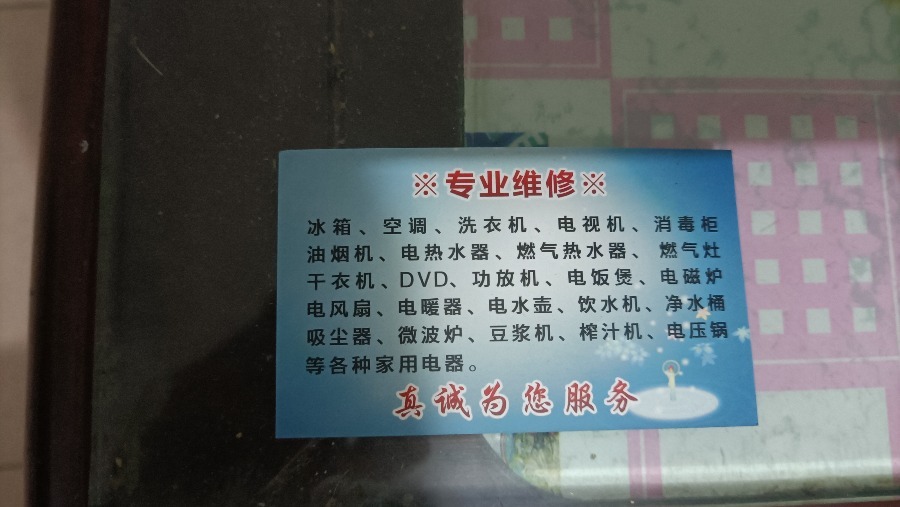 ※专业维修※
冰箱、空调、洗衣机、电视机、消毒柜
油烟机、电热水器、燃气热水器、燃气灶
干衣机、DVD、功放机、电饭煲、电磁炉
电风扇、电暖器、电水壶、饮水机、净水桶
吸尘器、微波炉、豆浆机、榨汁机、电压锅
等各种家用电器。
真诚为您服务